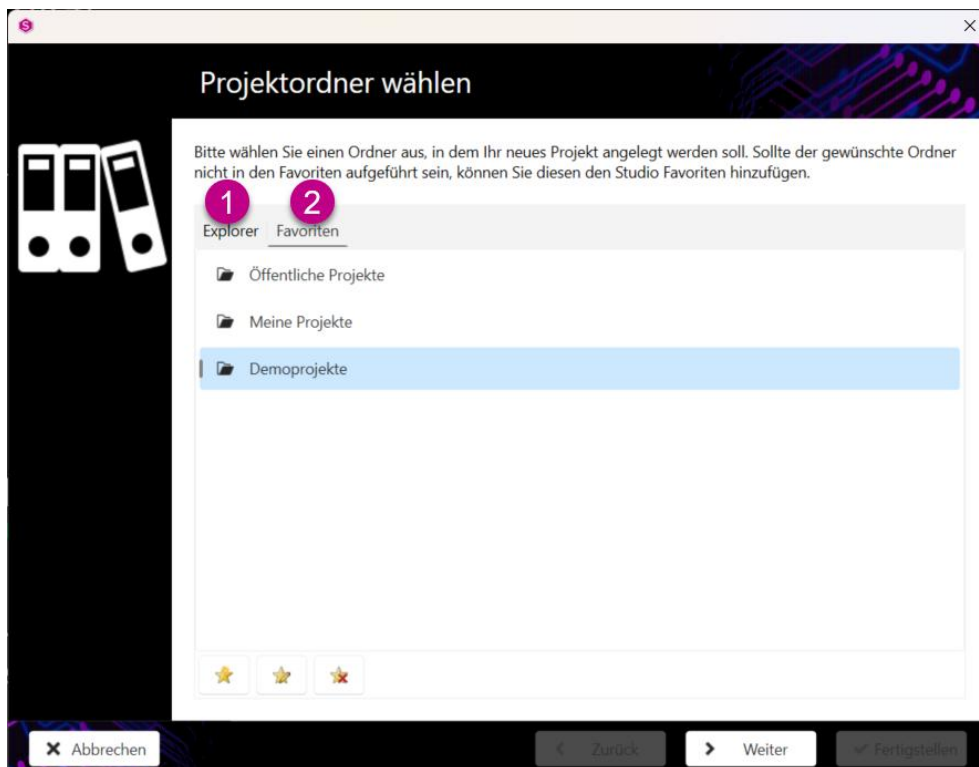 S
Projektordner wählen
Bitte wählen Sie einen Ordner aus, in dem Ihr neues Projekt angelegt werden soll. Sollte der gewünschte Ordner
nicht in den Favoriten aufgeführt sein, können Sie diesen den Studio Favoriten hinzufügen.
1 2
Explorer Favoriten
Öffentliche Projekte
Meine Projekte
Demoprojekte
Abbrechen Zurück Weiter Fertigstellen